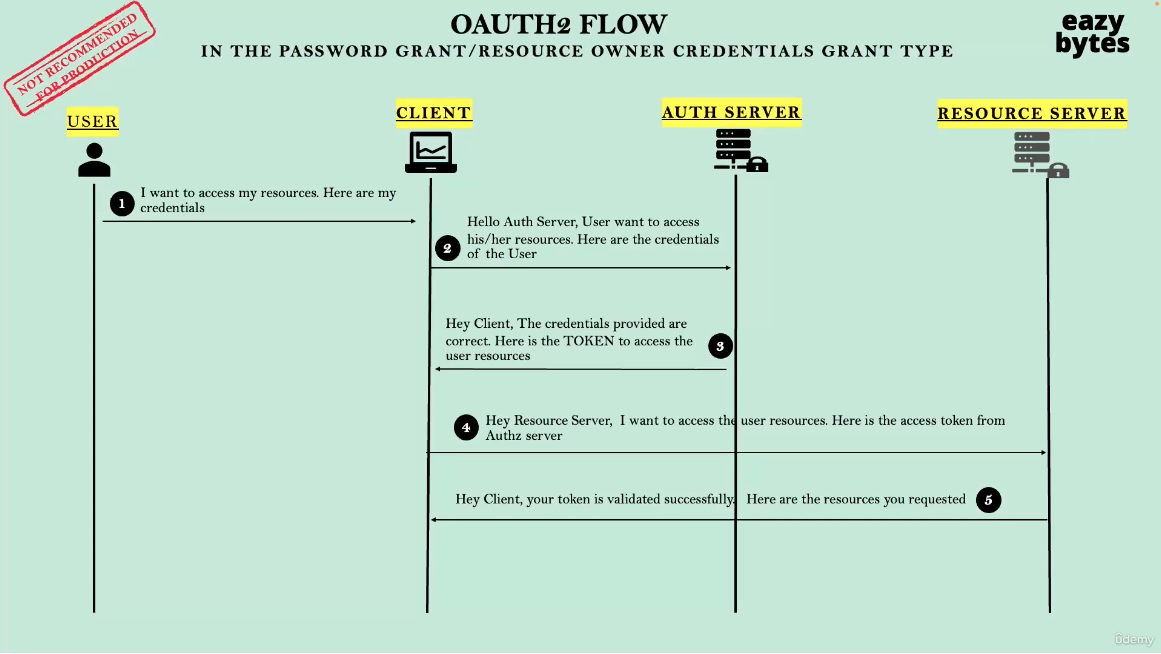 NOT RECOMMENDED
FOR PRODUCTION
OAUTH2 FLOW
IN THE PASSWORD GRANT/RESOURCE OWNER CREDENTIALS GRANT TYPE
eazy
bytes
USER
CLIENT
AUTH SERVER
RESOURCE SERVER
1
I want to access my resources. Here are my
credentials
2
Hello Auth Server, User want to access
his/her resources. Here are the credentials
of the User
Hey Client, The credentials provided are
correct. Here is the TOKEN to access the
user resources
3
4
Hey Resource Server, I want to access the user resources. Here is the access token from
Authz server
Hey Client, your token is validated successfully. Here are the resources you requested
5
ûdemy